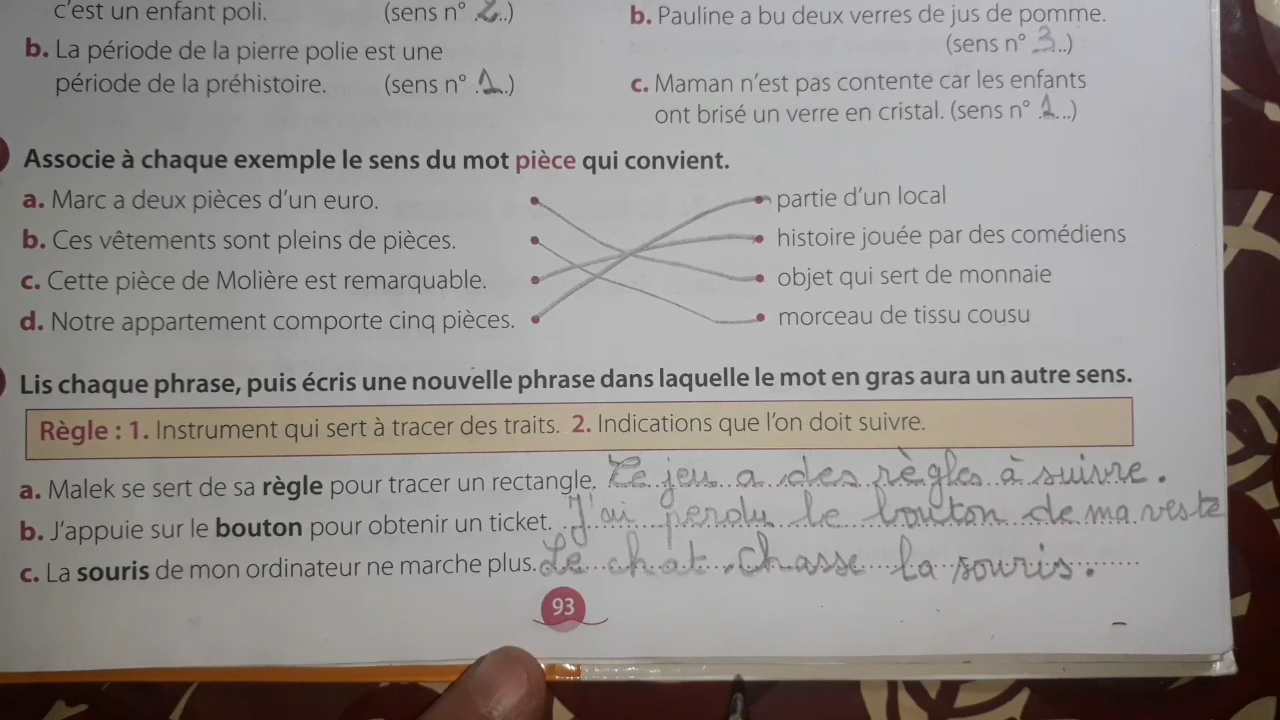 c'est un enfant poli. (sens n° .2..)
b. La période de la pierre polie est une
période de la préhistoire. (sens n° .1..)
b. Pauline a bu deux verres de jus de pomme.
(sens n° 3..)
c. Maman n'est pas contente car les enfants
ont brisé un verre en cristal. (sens n° 1...)
Associe à chaque exemple le sens du mot pièce qui convient.
a. Marc a deux pièces d'un euro.
b. Ces vêtements sont pleins de pièces.
c. Cette pièce de Molière est remarquable.
d. Notre appartement comporte cinq pièces.
partie d'un local
histoire jouée par des comédiens
objet qui sert de monnaie
morceau de tissu cousu
Lis chaque phrase, puis écris une nouvelle phrase dans laquelle le mot en gras aura un autre sens.
Règle : 1. Instrument qui sert à tracer des traits. 2. Indications que l'on doit suivre.
a. Malek se sert de sa règle pour tracer un rectangle. Le jeu a des règles à suivre.
b. J'appuie sur le bouton pour obtenir un ticket. J'ai perdu le bouton de ma veste
c. La souris de mon ordinateur ne marche plus. Le chat chasse la souris.
93